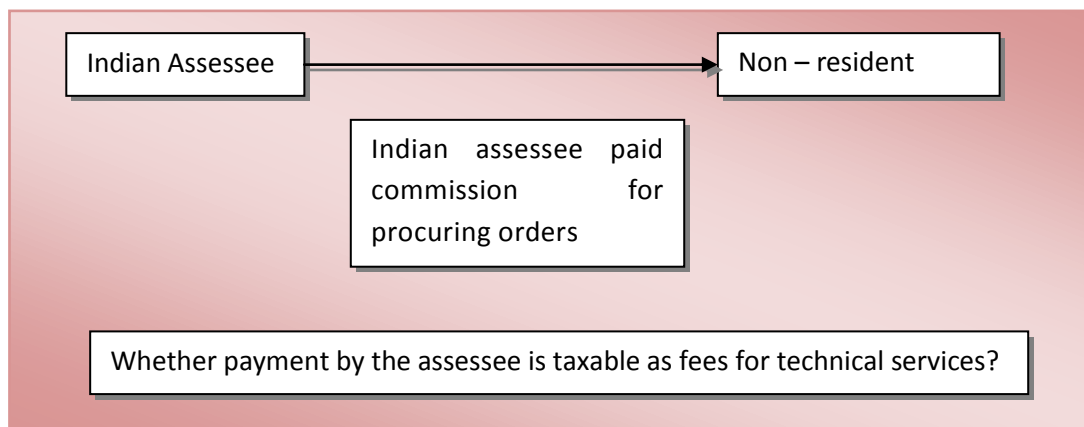 Indian Assessee
Non – resident
Indian assessee paid
commission for
procuring orders
Whether payment by the assessee is taxable as fees for technical services?